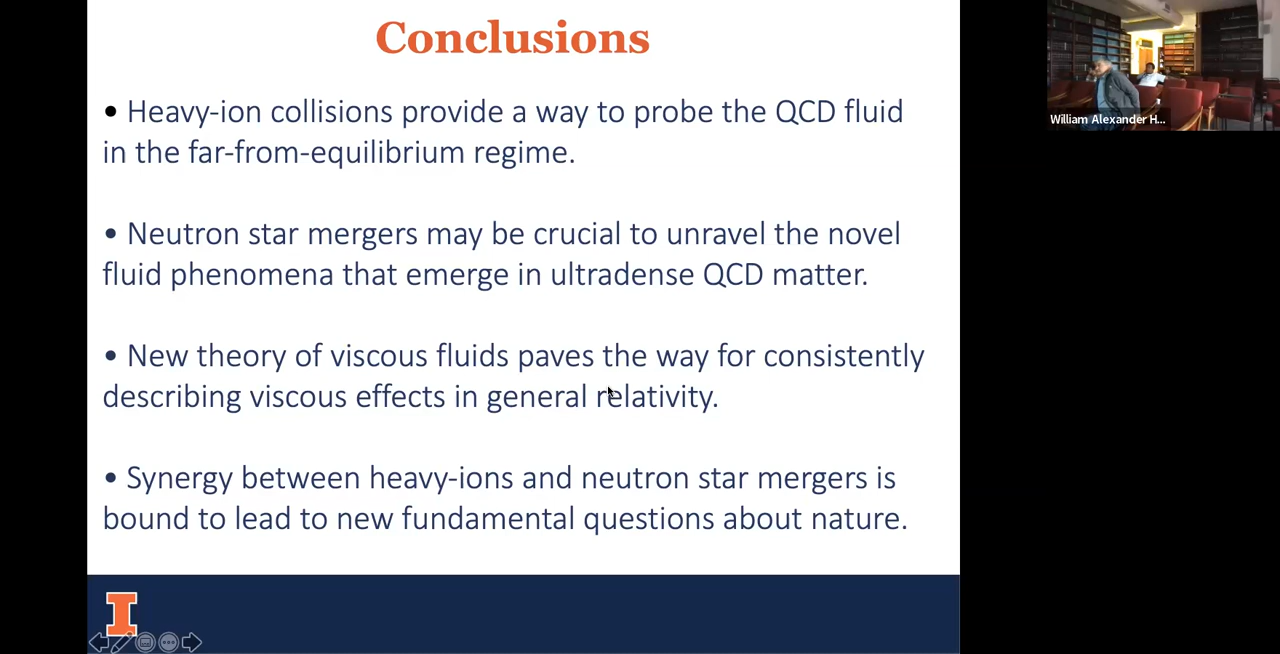 Conclusions
• Heavy-ion collisions provide a way to probe the QCD fluid
in the far-from-equilibrium regime.
• Neutron star mergers may be crucial to unravel the novel
fluid phenomena that emerge in ultradense QCD matter.
• New theory of viscous fluids paves the way for consistently
describing viscous effects in general relativity.
• Synergy between heavy-ions and neutron star mergers is
bound to lead to new fundamental questions about nature.
I
William Alexander H...